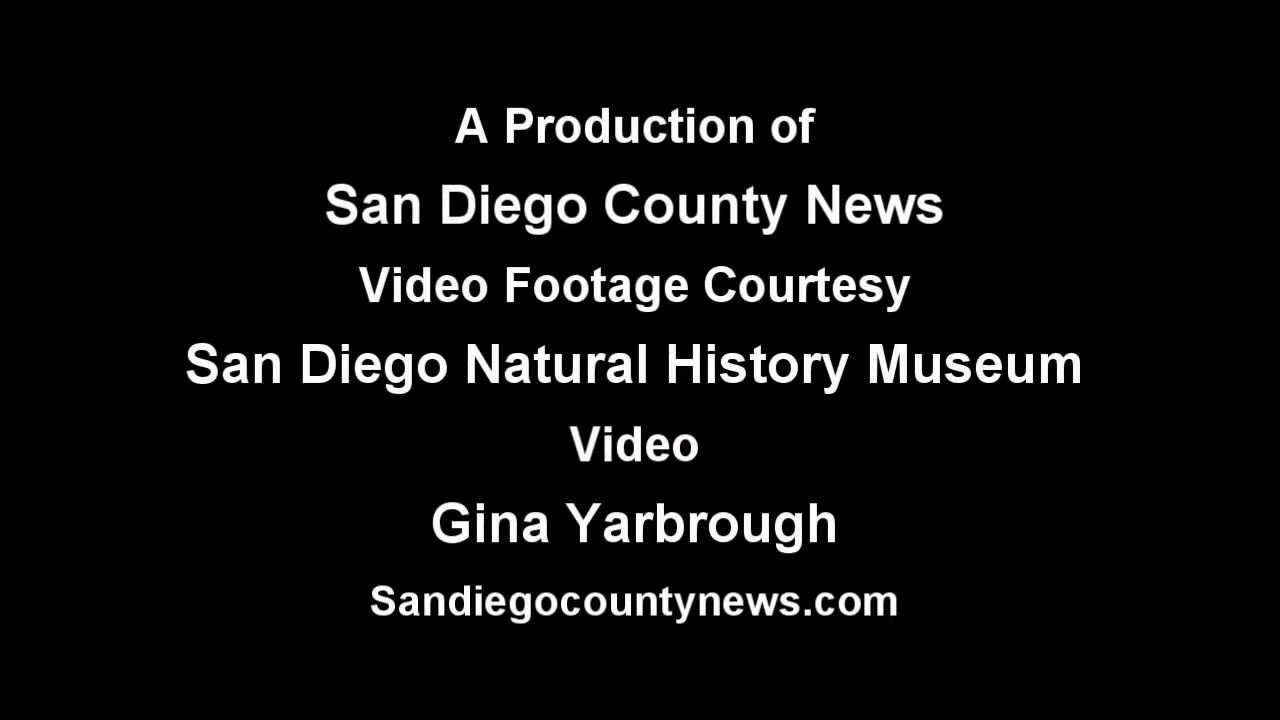 A Production of
San Diego County News
Video Footage Courtesy
San Diego Natural History Museum
Video
Gina Yarbrough
Sandiegocountynews.com